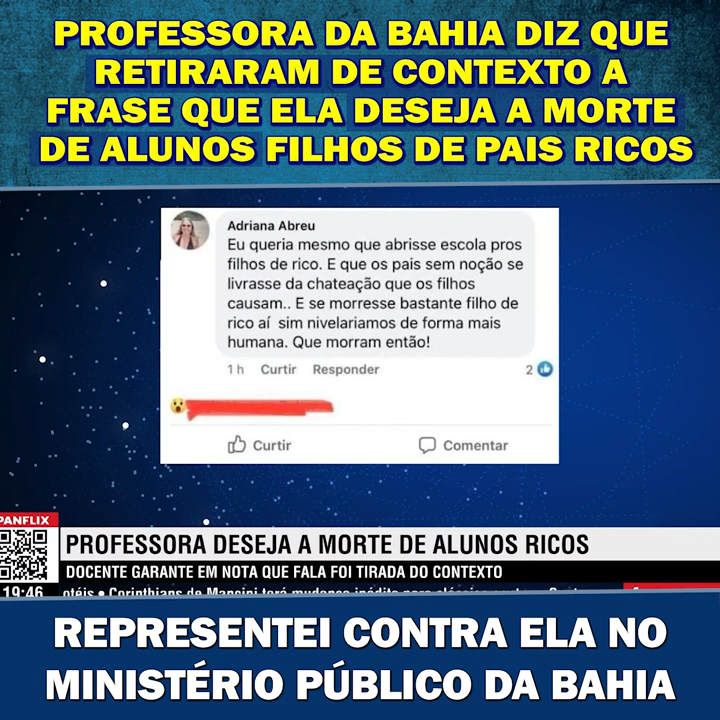 PROFESSORA DA BAHIA DIZ QUE
RETIRARAM DE CONTEXTO A
FRASE QUE ELA DESEJA A MORTE
DE ALUNOS FILHOS DE PAIS RICOS
Adriana Abreu
Eu queria mesmo que abrisse escola pros
filhos de rico. E que os pais sem noção se
livrasse da chateação que os filhos
causam.. E se morresse bastante filho de
rico aí sim nivelariamos de forma mais
humana. Que morram então!
1 h Curtir Responder 2
Curtir Comentar
PANFLIX
PROFESSORA DESEJA A MORTE DE ALUNOS RICOS
DOCENTE GARANTE EM NOTA QUE FALA FOI TIRADA DO CONTEXTO
19:46 otéis • Corinthians de Mancini terá mudança inédita para
REPRESENTEI CONTRA ELA NO
MINISTÉRIO PÚBLICO DA BAHIA